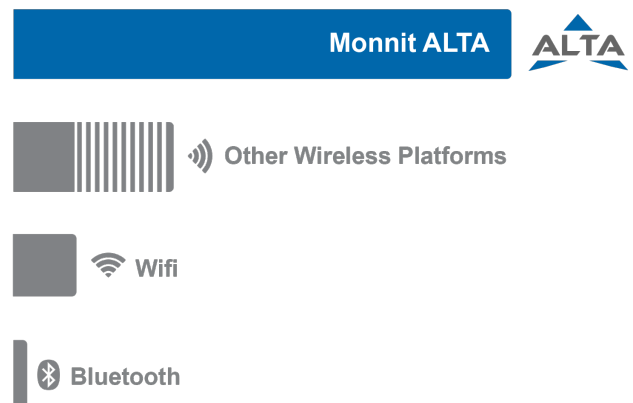 Monnit ALTA
ALTA
Other Wireless Platforms
Wifi
Bluetooth